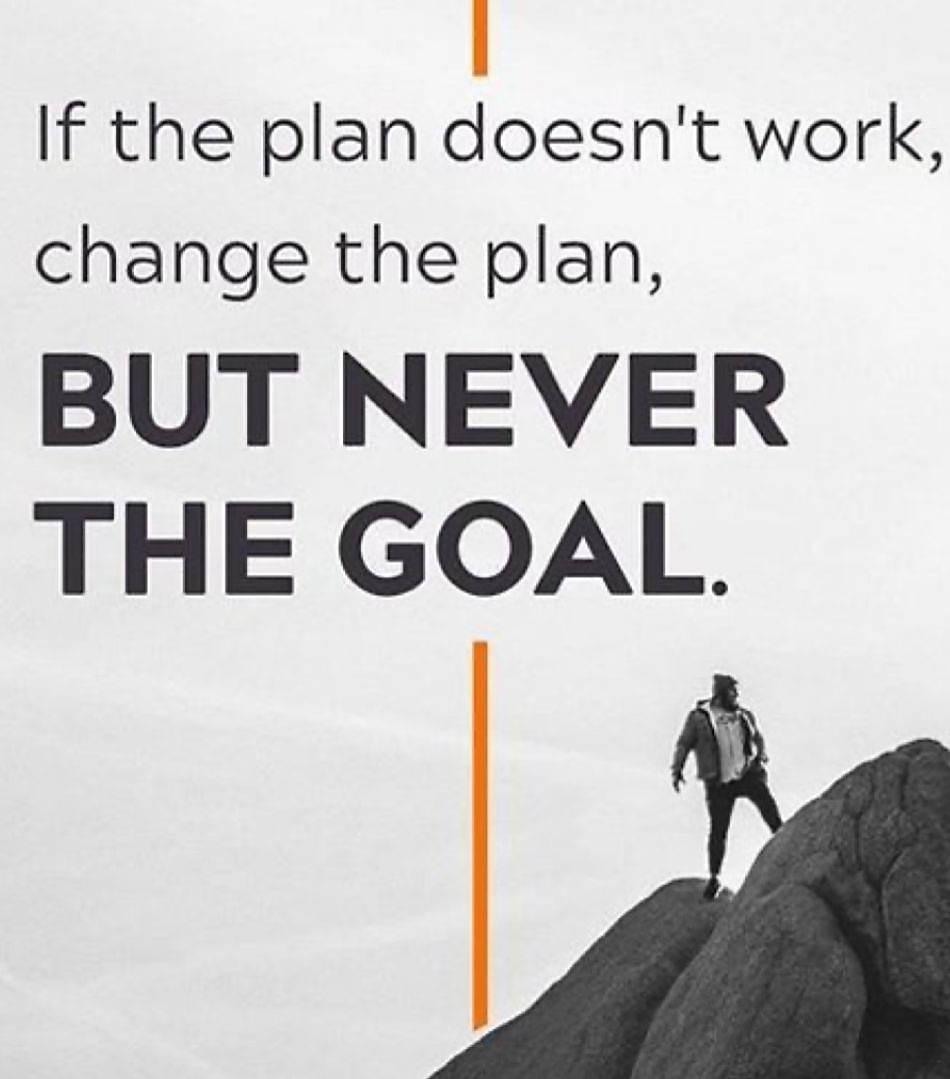 If the plan doesn't work,
change the plan,
BUT NEVER
THE GOAL.